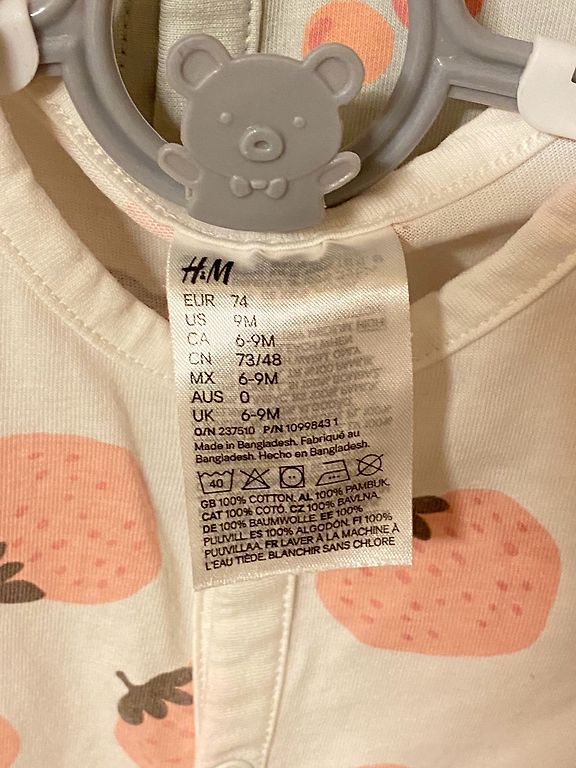 H&M
EUR 74
US 9M
CA 6-9M
CN 73/48
MX 6-9M
AUS 0
UK 6-9M
O/N 237510 P/N 1099843 1
Made in Bangladesh. Fabriqué au
Bangladesh. Hecho en Bangladesh.
40
GB 100% COTTON. AL 100% PAMBUK.
CAT 100% COTÓ. CZ 100% BAVLNA.
DE 100% BAUMWOLLE. EE 100%
PUUVILL. ES 100% ALGODÓN. FI 100%
PUUVILLAA. FR LAVER À LA MACHINE À
L'EAU TIÈDE. BLANCHIR SANS CHLORE